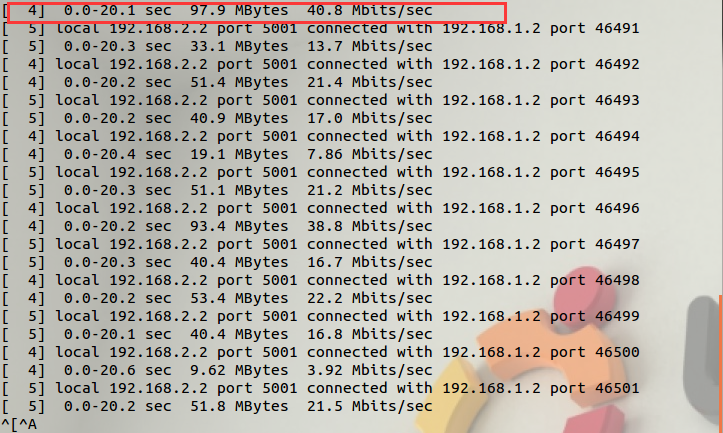 [  4]  0.0-20.1 sec  97.9 MBytes  40.8 Mbits/sec
[  5] local 192.168.2.2 port 5001 connected with 192.168.1.2 port 46491
[  5]  0.0-20.3 sec  33.1 MBytes  13.7 Mbits/sec
[  4] local 192.168.2.2 port 5001 connected with 192.168.1.2 port 46492
[  4]  0.0-20.2 sec  51.4 MBytes  21.4 Mbits/sec
[  5] local 192.168.2.2 port 5001 connected with 192.168.1.2 port 46493
[  5]  0.0-20.2 sec  40.9 MBytes  17.0 Mbits/sec
[  4] local 192.168.2.2 port 5001 connected with 192.168.1.2 port 46494
[  4]  0.0-20.4 sec  19.1 MBytes  7.86 Mbits/sec
[  5] local 192.168.2.2 port 5001 connected with 192.168.1.2 port 46495
[  5]  0.0-20.3 sec  51.1 MBytes  21.2 Mbits/sec
[  4] local 192.168.2.2 port 5001 connected with 192.168.1.2 port 46496
[  4]  0.0-20.2 sec  93.4 MBytes  38.8 Mbits/sec
[  5] local 192.168.2.2 port 5001 connected with 192.168.1.2 port 46497
[  5]  0.0-20.3 sec  40.4 MBytes  16.7 Mbits/sec
[  4] local 192.168.2.2 port 5001 connected with 192.168.1.2 port 46498
[  4]  0.0-20.2 sec  53.4 MBytes  22.2 Mbits/sec
[  5] local 192.168.2.2 port 5001 connected with 192.168.1.2 port 46499
[  5]  0.0-20.1 sec  40.4 MBytes  16.8 Mbits/sec
[  4] local 192.168.2.2 port 5001 connected with 192.168.1.2 port 46500
[  4]  0.0-20.6 sec  9.62 MBytes  3.92 Mbits/sec
[  5] local 192.168.2.2 port 5001 connected with 192.168.1.2 port 46501
[  5]  0.0-20.2 sec  51.8 MBytes  21.5 Mbits/sec
^[^A